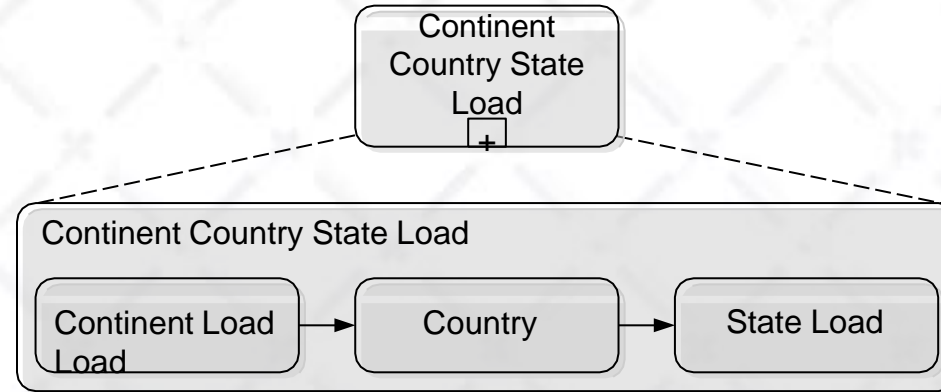 Continent
Country State
Load
+
Continent Country State Load
Continent Load
Load
Country
State Load